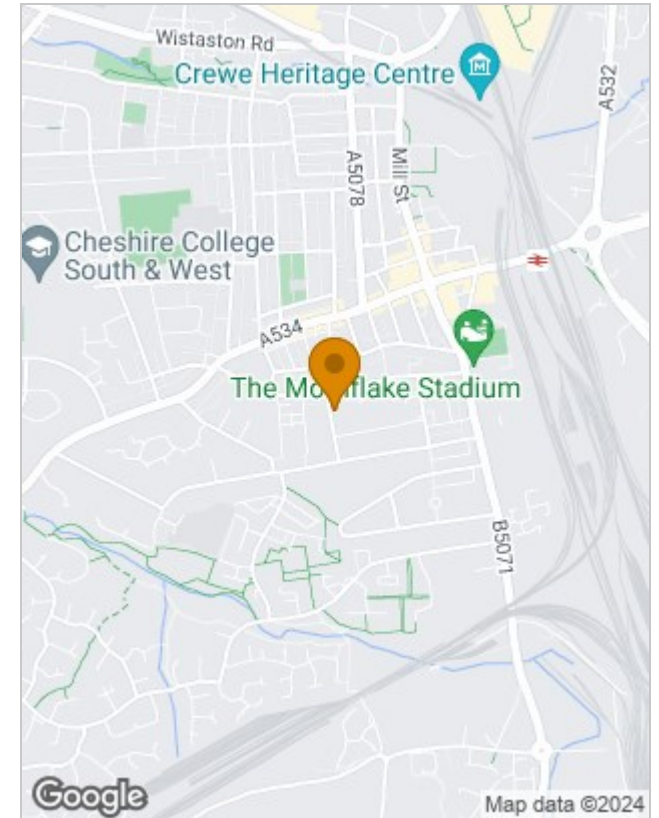 Wistaston Rd
Crewe Heritage Centre
M
A532
A5078
Mill St
Cheshire College
South & West
A534
The Mo flake Stadium
B5071
Google
Map data ©2024